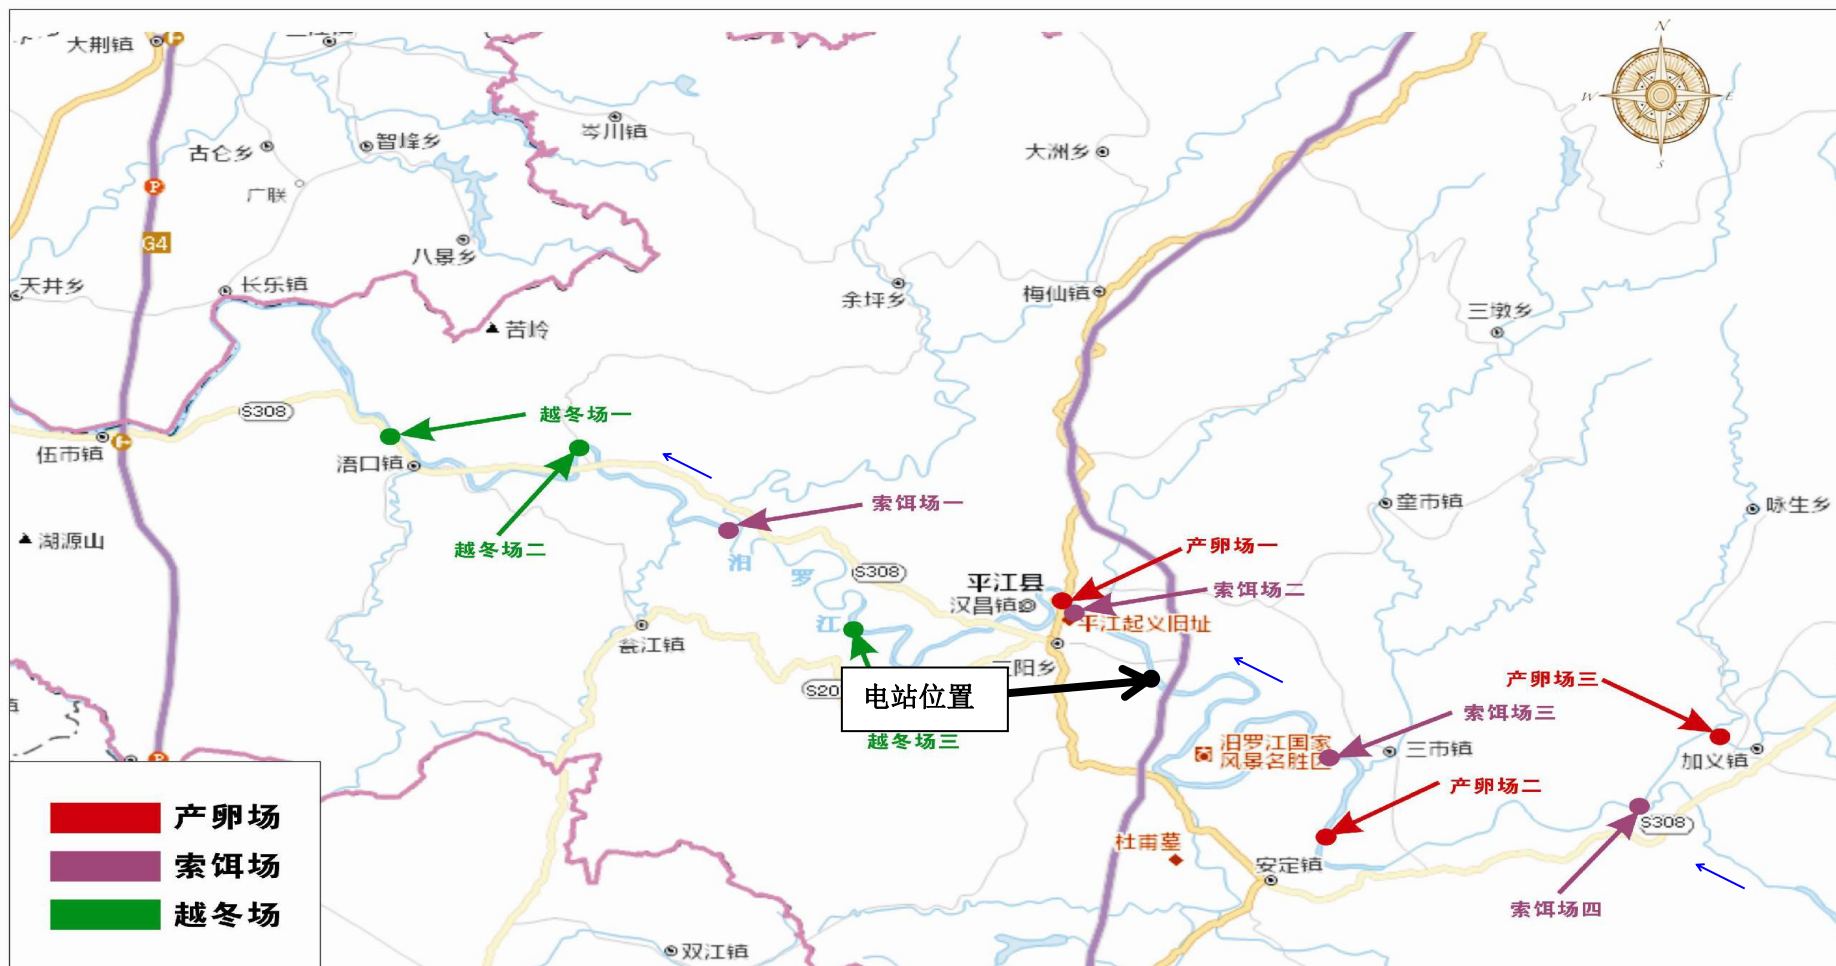 N
大荆镇
W
E
S
岑川镇
古仑乡
智峰乡
大洲乡
广联
P
G4
八景乡
天井乡
长乐镇
余坪乡
梅仙镇
三墩乡
苦岭
S308
越冬场一
伍市镇
浯口镇
索饵场一
童市镇
咏生乡
湖源山
越冬场二
产卵场一
汨
罗
江
S308
平江县
索饵场二
汉昌镇
平江起义旧址
瓮江镇
阳乡
产卵场三
S20
电站位置
索饵场三
越冬场三
汨罗江国家
风景名胜区
三市镇
加义镇
P
产卵场二
S308
产卵场
杜甫墓
索饵场
安定镇
越冬场
索饵场四
双江镇